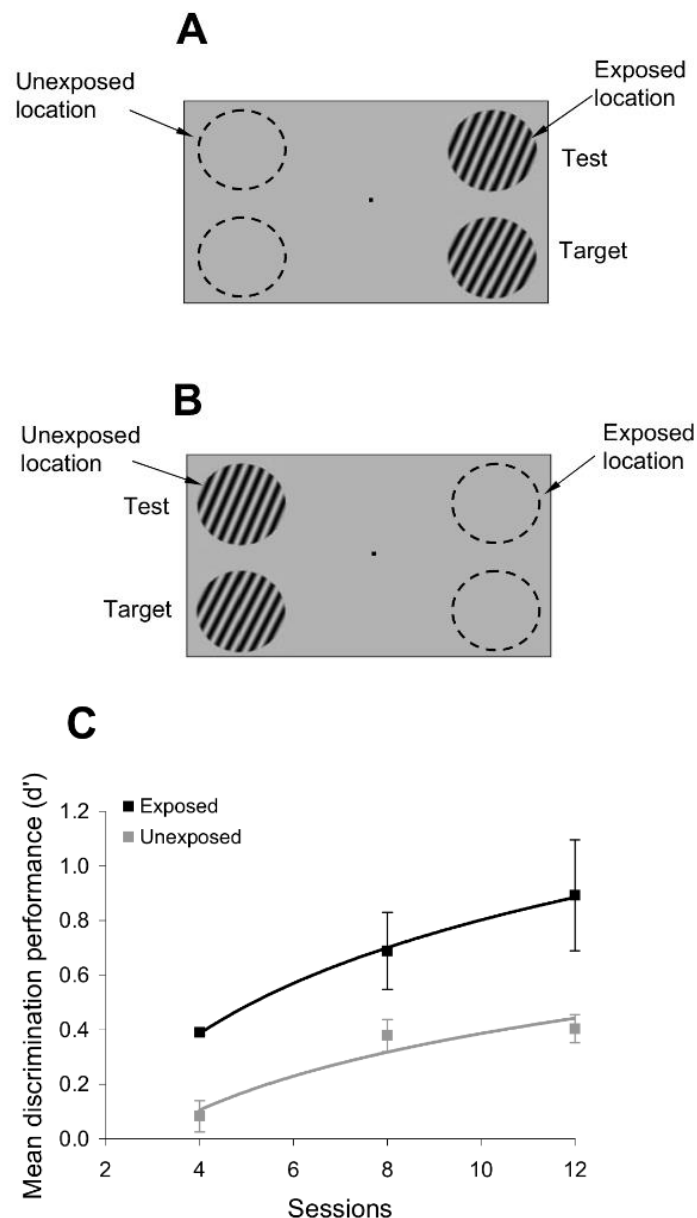 A
Unexposed
location
Exposed
location
Test
Target
B
Unexposed
location
Exposed
location
Test
Target
C
Mean discrimination performance (d')
Exposed
Unexposed
1.2
1.0
0.8
0.6
0.4
0.2
0.0
2 4 6 8 10 12
Sessions